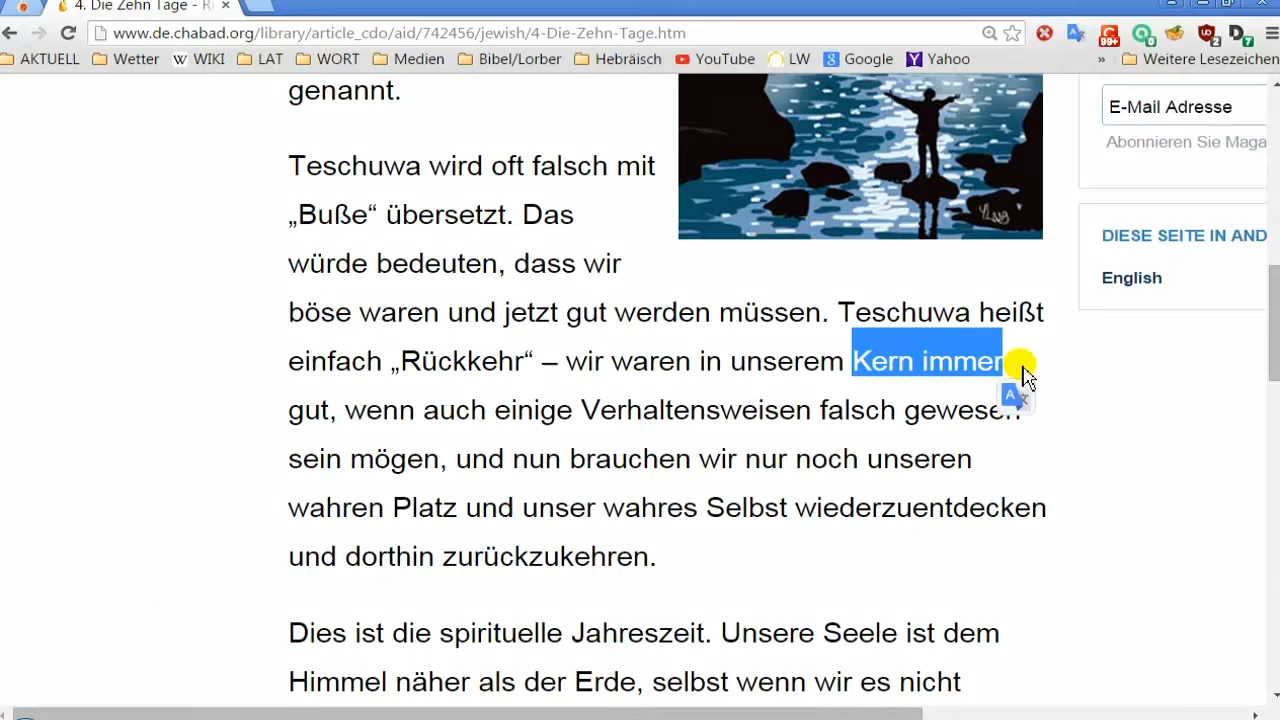 4. Die Zehn Tage - R
www.de.chabad.org/library/article_cdo/aid/742456/jewish/4-Die-Zehn-Tage.htm
99+ 0 2 7
AKTUELL Wetter W WIKI LAT WORT Medien Bibel/Lorber Hebräisch YouTube LW Google Yahoo » Weitere Lesezeichen
genannt.
Teschuwa wird oft falsch mit
„Buße“ übersetzt. Das
würde bedeuten, dass wir
böse waren und jetzt gut werden müssen. Teschuwa heißt
einfach „Rückkehr“ – wir waren in unserem Kern immer
gut, wenn auch einige Verhaltensweisen falsch gewesen
sein mögen, und nun brauchen wir nur noch unseren
wahren Platz und unser wahres Selbst wiederzuentdecken
und dorthin zurückzukehren.
Dies ist die spirituelle Jahreszeit. Unsere Seele ist dem
Himmel näher als der Erde, selbst wenn wir es nicht
E-Mail Adresse
Abonnieren Sie Maga
DIESE SEITE IN AND
English